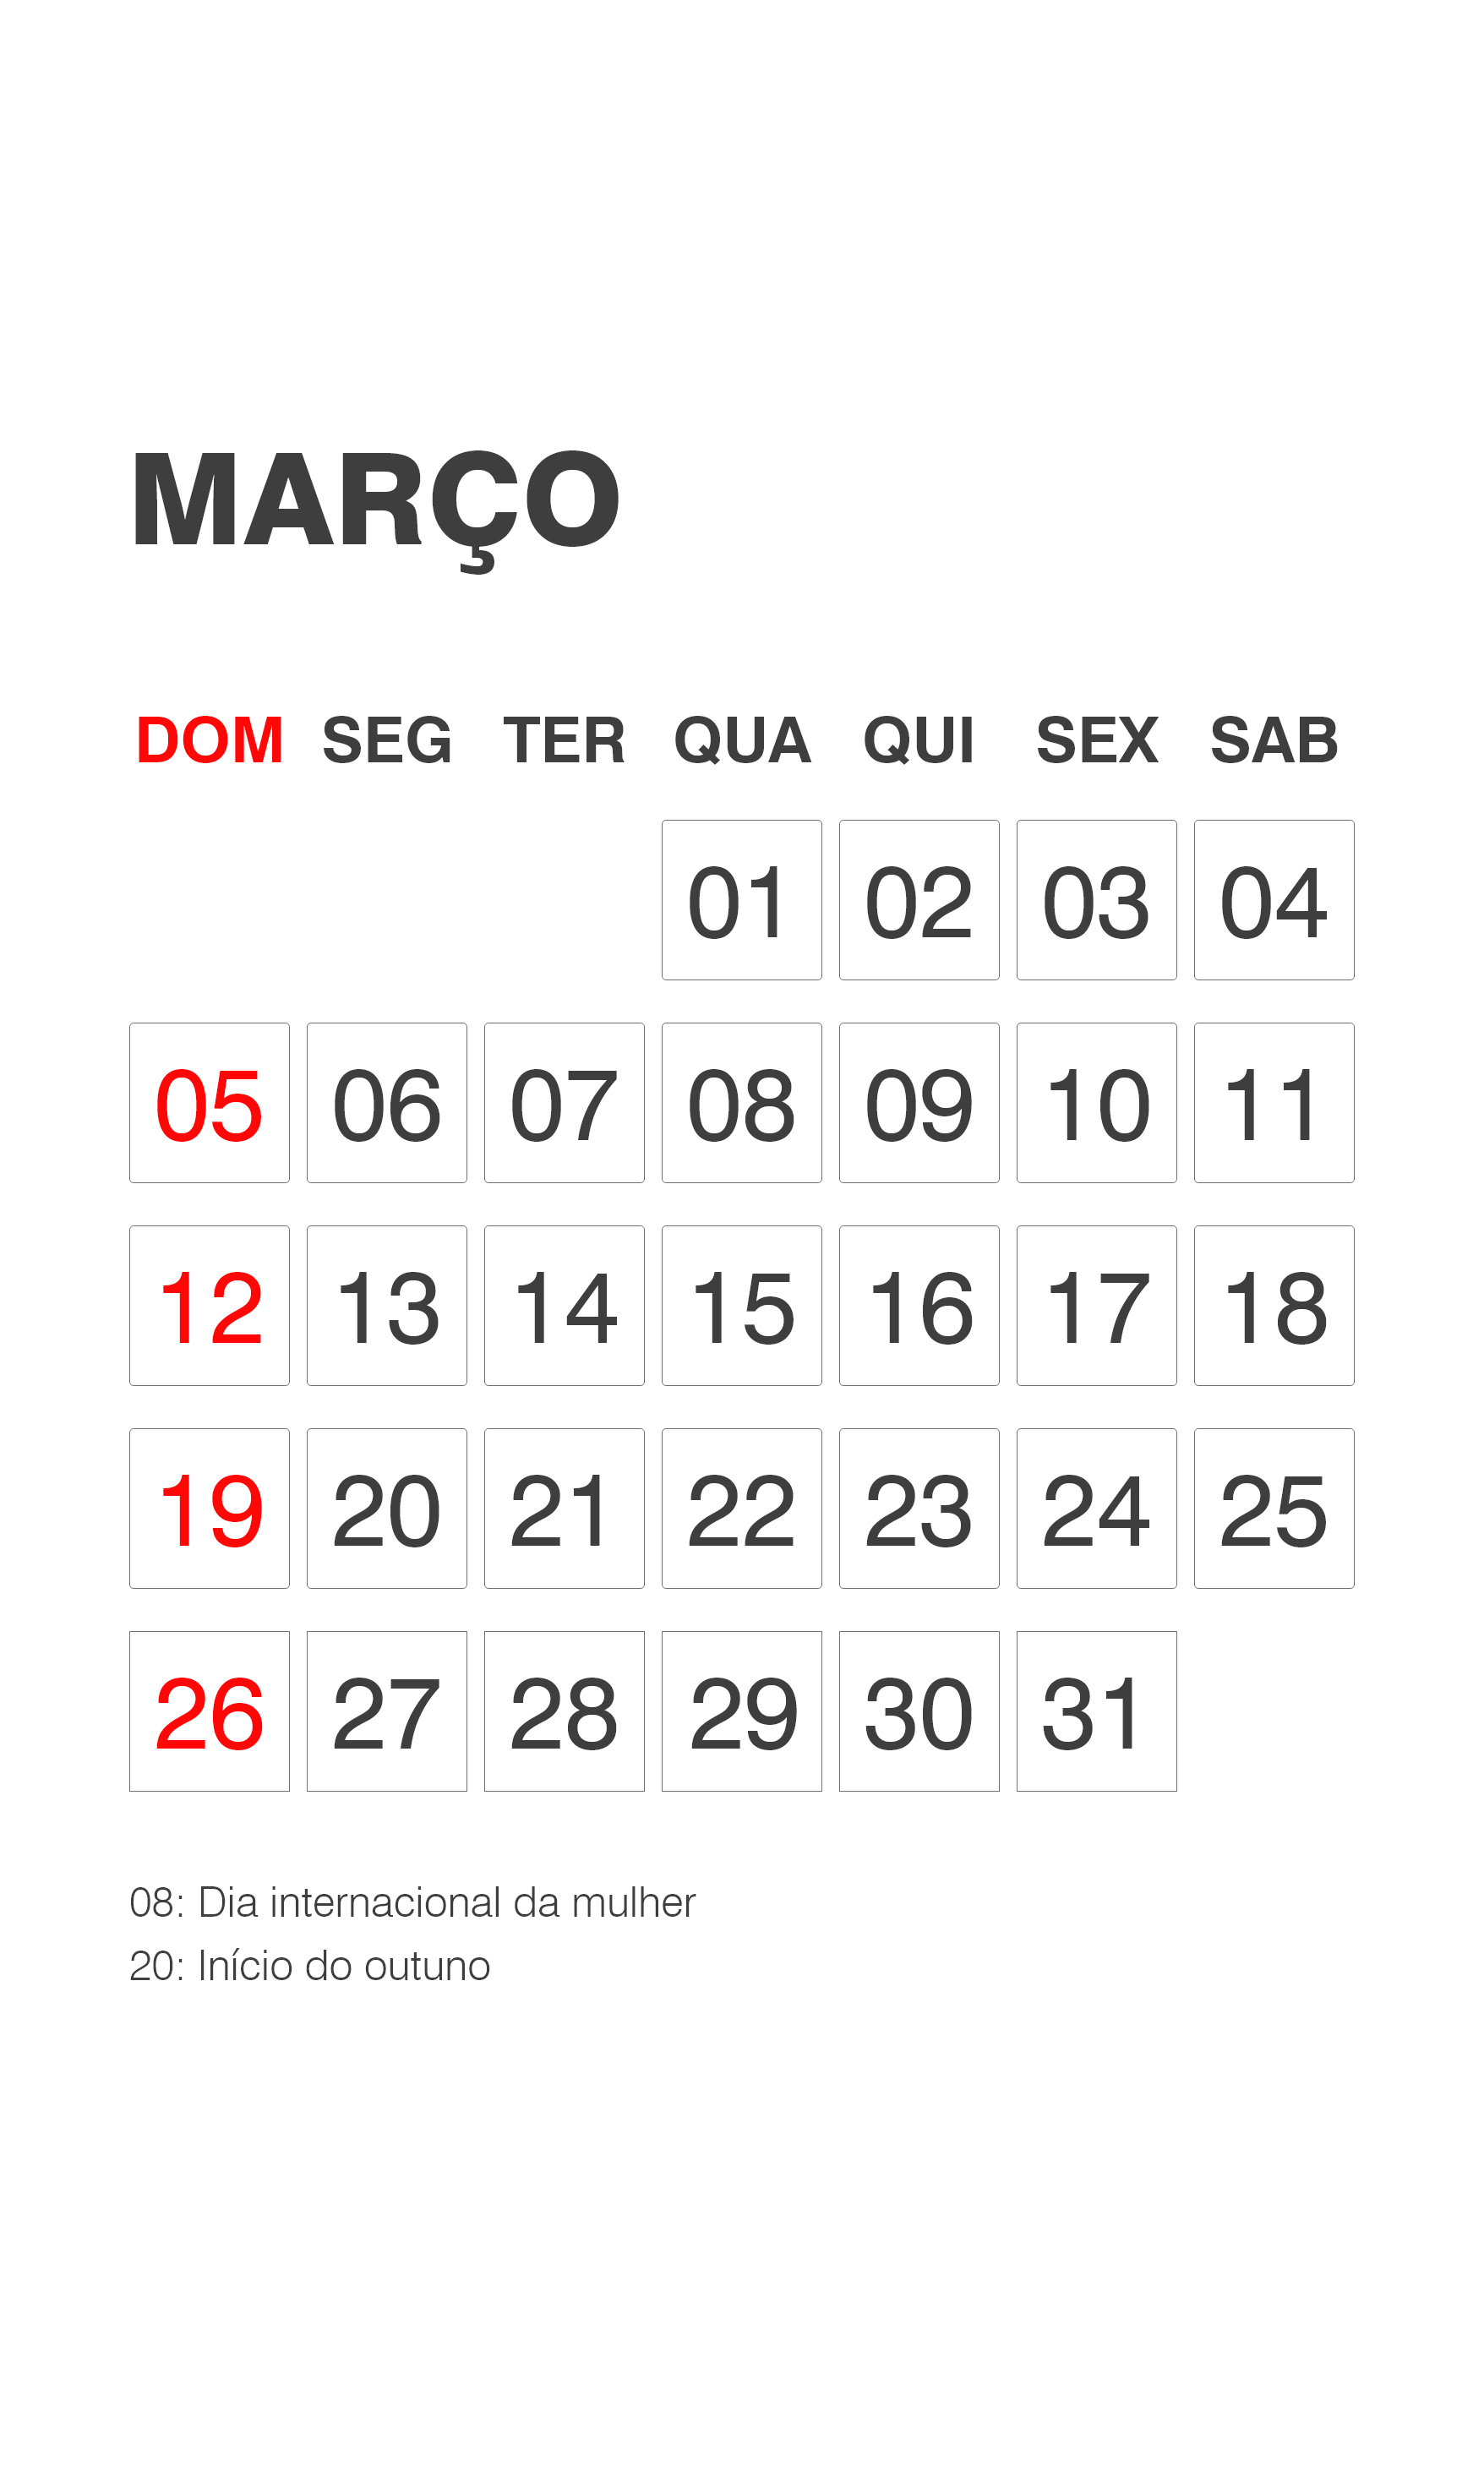 MARÇO
DOM SEG TER QUA QUI SEX SAB
01 02 03 04
05 06 07 08 09 10 11
12 13 14 15 16 17 18
19 20 21 22 23 24 25
26 27 28 29 30 31
08: Dia internacional da mulher
20: Início do outuno